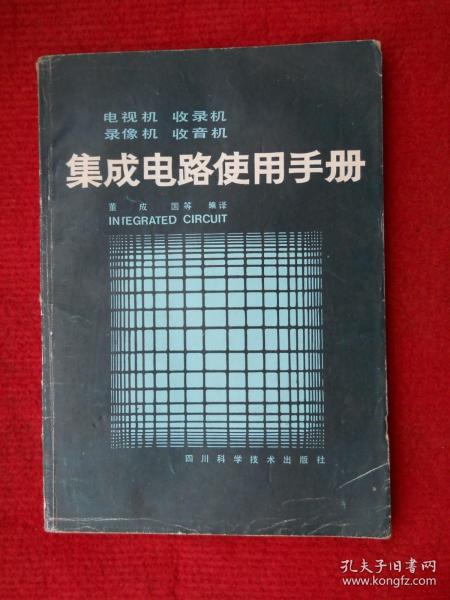 电视机 收录机
录像机 收音机
集成电路使用手册
董成国等 编译
INTEGRATED CIRCUIT
四川科学技术出版社
孔夫子旧书网
www.kongfz.com